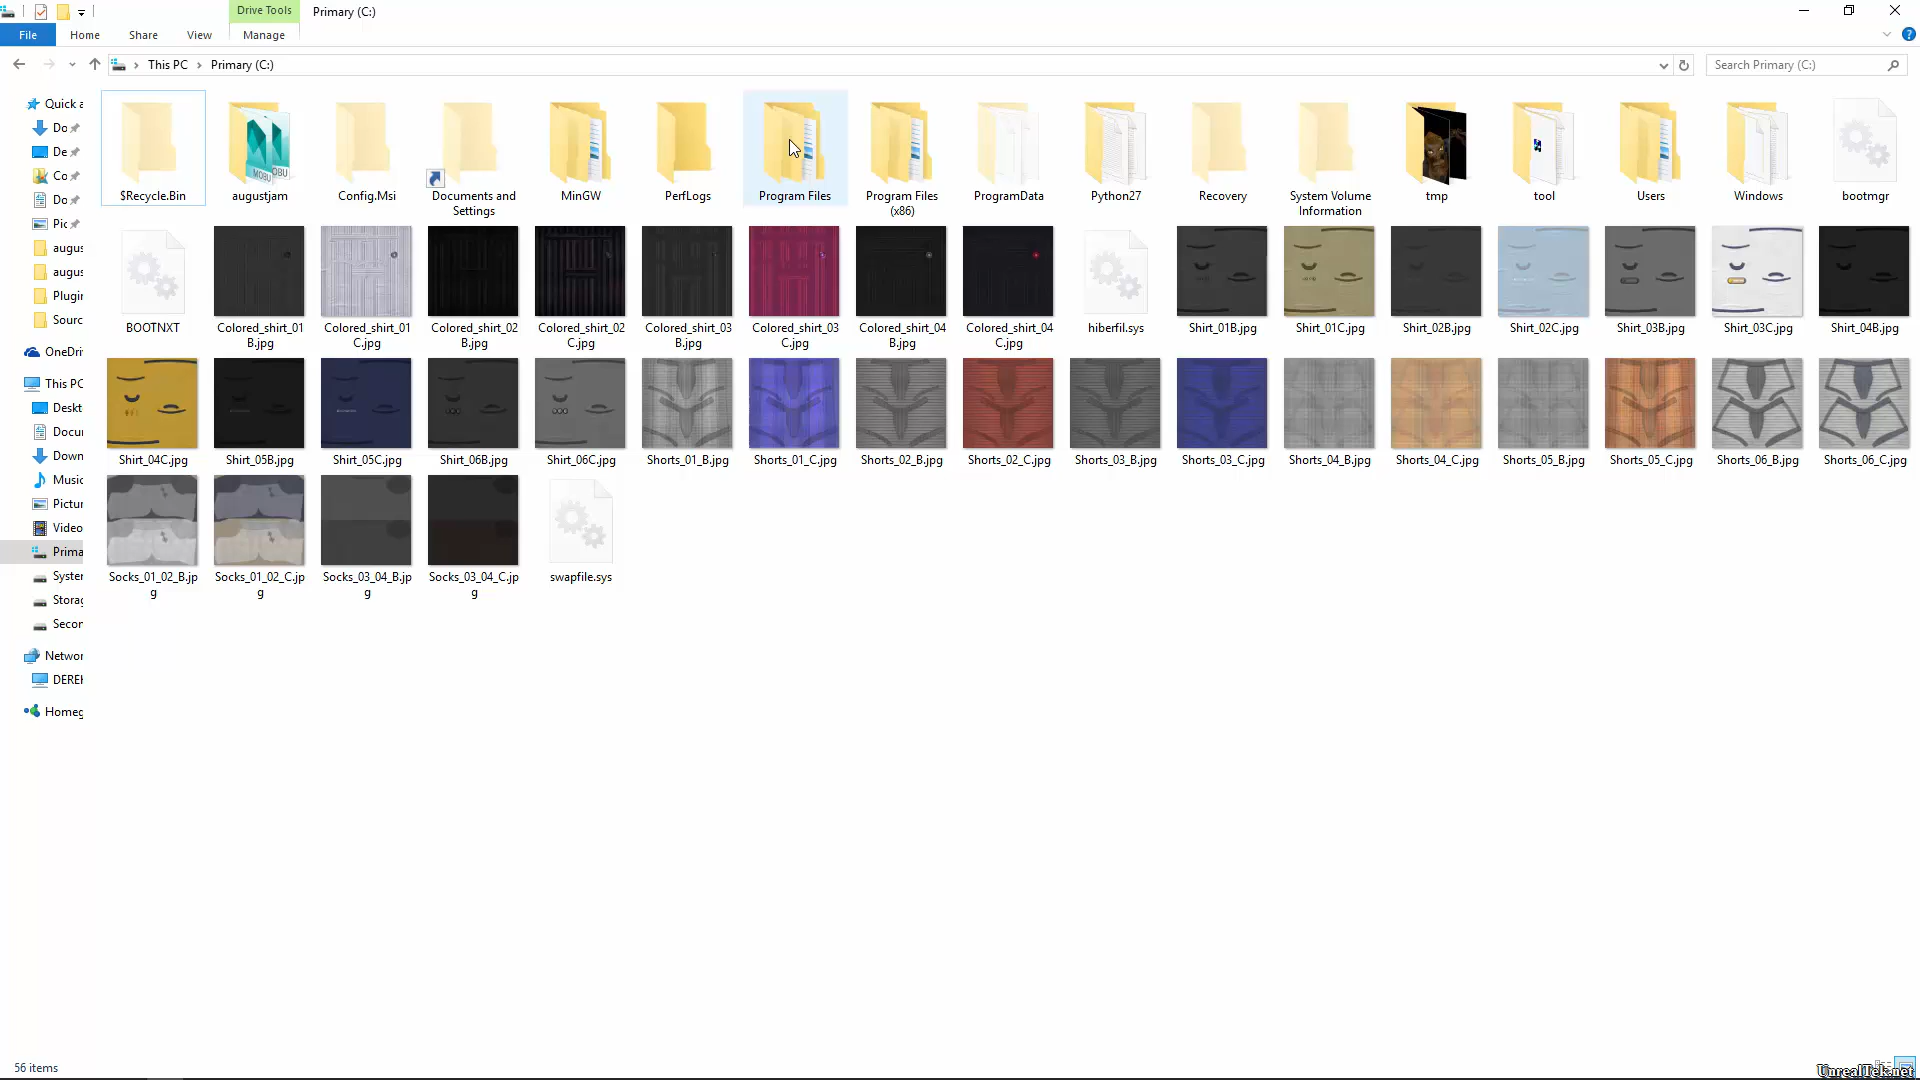 Drive Tools
Primary (C:)
File
Home
Share
View
Manage
This PC
Primary (C:)
Search Primary (C:)
Quick a
Do
De
Co
Do
Pic
augus
augus
Plugin
Sourc
OneDri
This PC
Deskt
Docur
Down
Music
Pictur
Video
Prima
Syster
Storag
Secor
Networ
DEREK
Homeg
$Recycle.Bin
augustjam
Config.Msi
Documents and
Settings
MinGW
PerfLogs
Program Files
Program Files
(x86)
ProgramData
Python27
Recovery
System Volume
Information
tmp
tool
Users
Windows
bootmgr
BOOTNXT
Colored_shirt_01
B.jpg
Colored_shirt_01
C.jpg
Colored_shirt_02
B.jpg
Colored_shirt_02
C.jpg
Colored_shirt_03
B.jpg
Colored_shirt_03
C.jpg
Colored_shirt_04
B.jpg
Colored_shirt_04
C.jpg
hiberfil.sys
Shirt_01B.jpg
Shirt_01C.jpg
Shirt_02B.jpg
Shirt_02C.jpg
Shirt_03B.jpg
Shirt_03C.jpg
Shirt_04B.jpg
Shirt_04C.jpg
Shirt_05B.jpg
Shirt_05C.jpg
Shirt_06B.jpg
Shirt_06C.jpg
Shorts_01_B.jpg
Shorts_01_C.jpg
Shorts_02_B.jpg
Shorts_02_C.jpg
Shorts_03_B.jpg
Shorts_03_C.jpg
Shorts_04_B.jpg
Shorts_04_C.jpg
Shorts_05_B.jpg
Shorts_05_C.jpg
Shorts_06_B.jpg
Shorts_06_C.jpg
Socks_01_02_B.jp
g
Socks_01_02_C.jp
g
Socks_03_04_B.jp
g
Socks_03_04_C.jp
g
swapfile.sys
56 items
UnrealTek.net